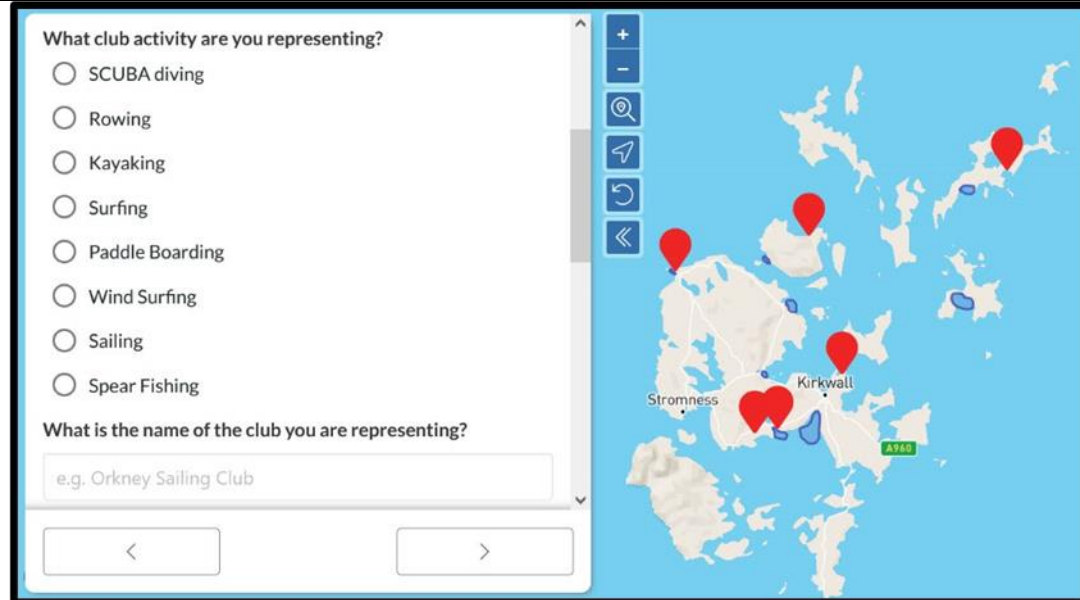 What club activity are you representing?
SCUBA diving
Rowing
Kayaking
Surfing
Paddle Boarding
Wind Surfing
Sailing
Spear Fishing
What is the name of the club you are representing?
e.g. Orkney Sailing Club
Kirkwall
Stromness
A960